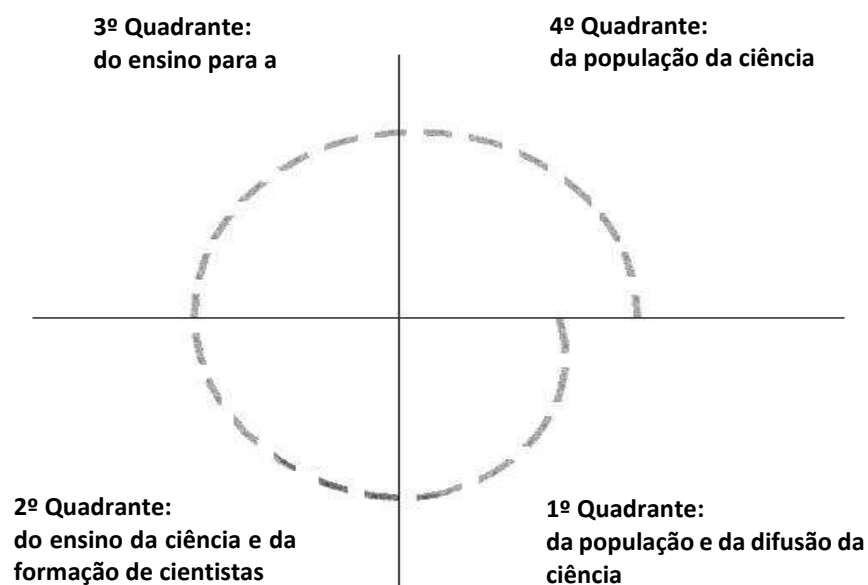 3º Quadrante:
do ensino para a
4º Quadrante:
da população da ciência
2º Quadrante:
do ensino da ciência e da
formação de cientistas
1º Quadrante:
da população e da difusão da
ciência